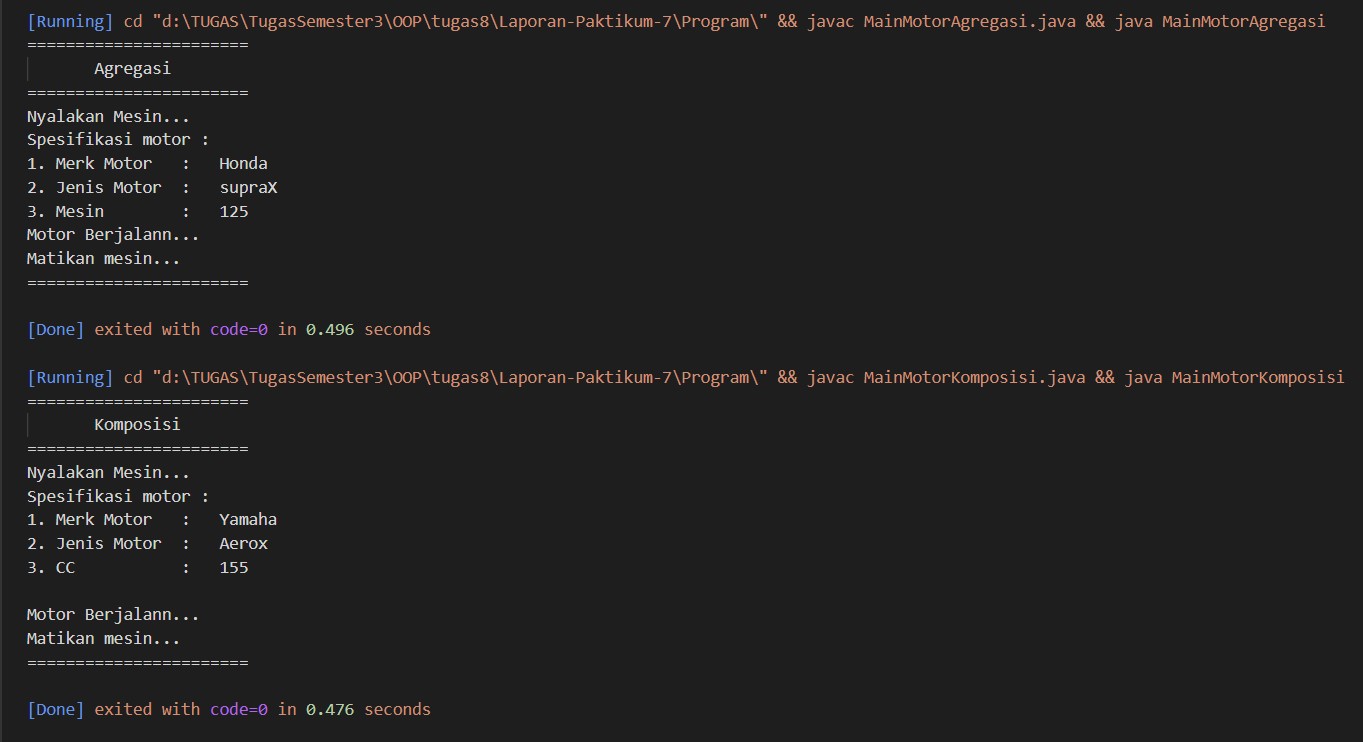 [Running] cd "d:\TUGAS\TugasSemester3\OOP\tugas8\Laporan-Paktikum-7\Program\" && javac MainMotorAgregasi.java && java MainMotorAgregasi
=======================
       Agregasi
=======================
Nyalakan Mesin...
Spesifikasi motor :
1. Merk Motor   :   Honda
2. Jenis Motor  :   supraX
3. Mesin        :   125
Motor Berjalann...
Matikan mesin...
=======================
[Done] exited with code=0 in 0.496 seconds
[Running] cd "d:\TUGAS\TugasSemester3\OOP\tugas8\Laporan-Paktikum-7\Program\" && javac MainMotorKomposisi.java && java MainMotorKomposisi
=======================
       Komposisi
=======================
Nyalakan Mesin...
Spesifikasi motor :
1. Merk Motor   :   Yamaha
2. Jenis Motor  :   Aerox
3. CC           :   155
Motor Berjalann...
Matikan mesin...
=======================
[Done] exited with code=0 in 0.476 seconds